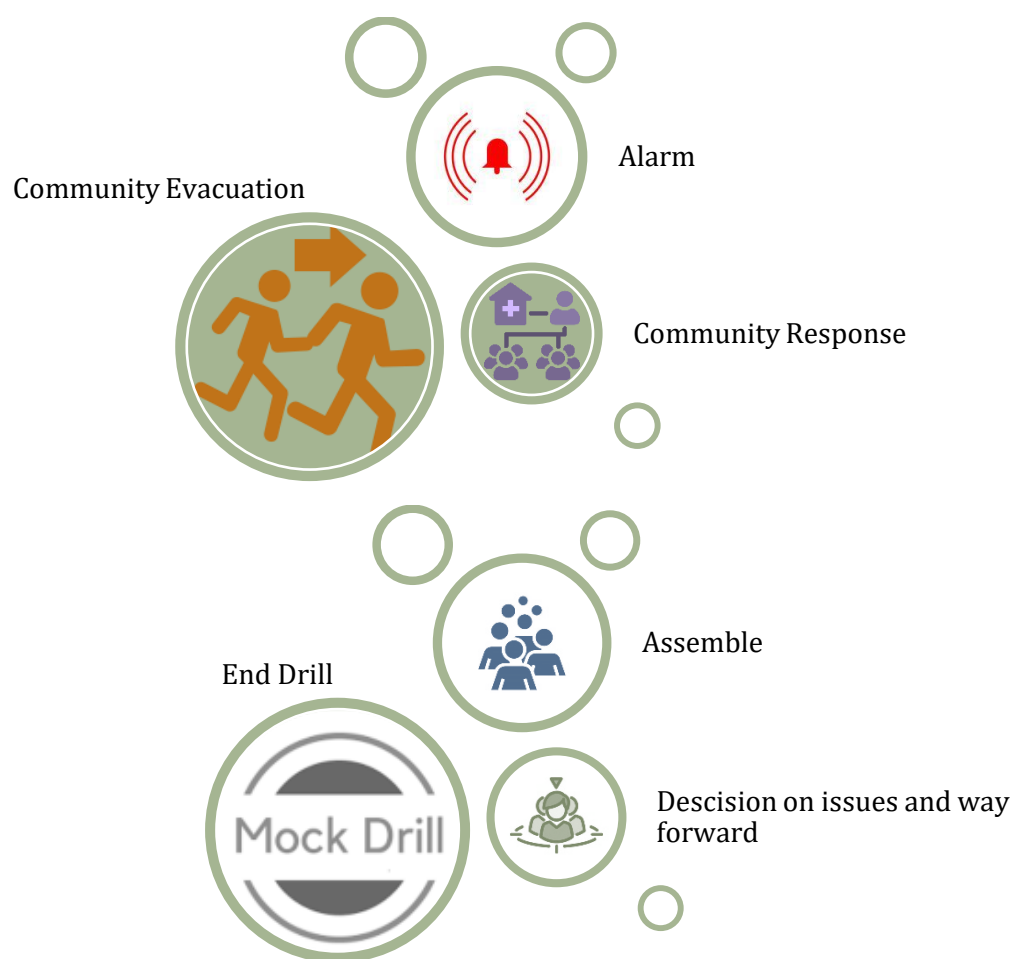 Alarm
Community Evacuation
Community Response
Assemble
End Drill
Mock Drill
Descision on issues and way
forward